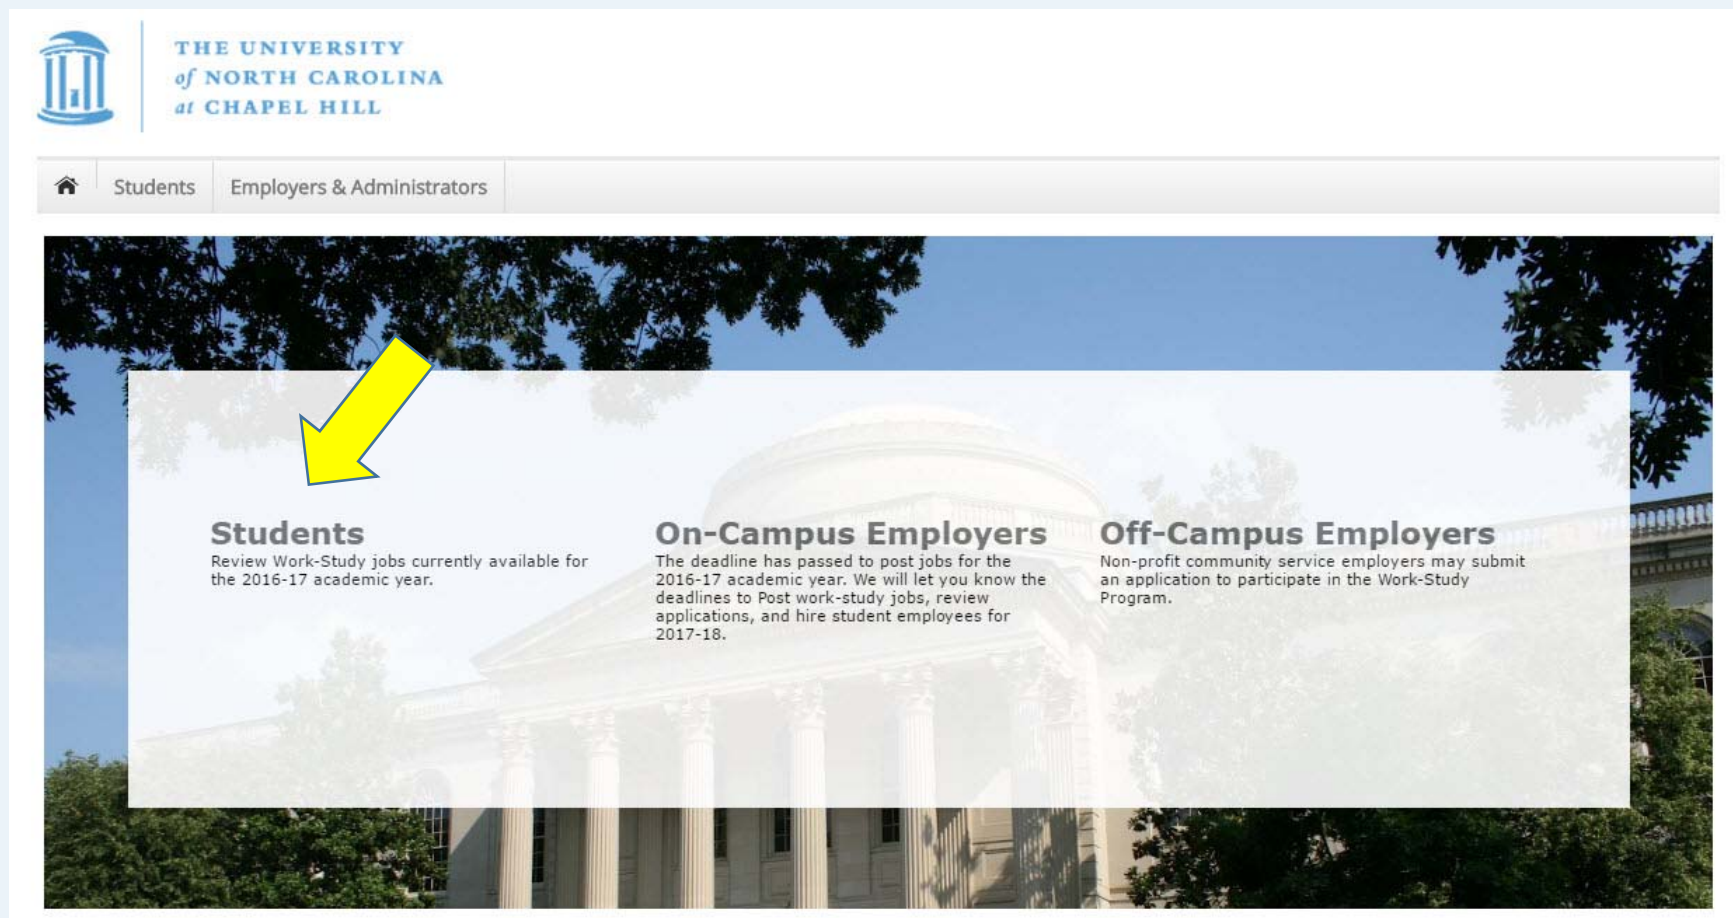 THE UNIVERSITY
of NORTH CAROLINA
at CHAPEL HILL
Students
Employers & Administrators
Students
Review Work-Study jobs currently available for
the 2016-17 academic year.
On-Campus Employers
The deadline has passed to post jobs for the
2016-17 academic year. We will let you know the
deadlines to Post work-study jobs, review
applications, and hire student employees for
2017-18.
Off-Campus Employers
Non-profit community service employers may submit
an application to participate in the Work-Study
Program.